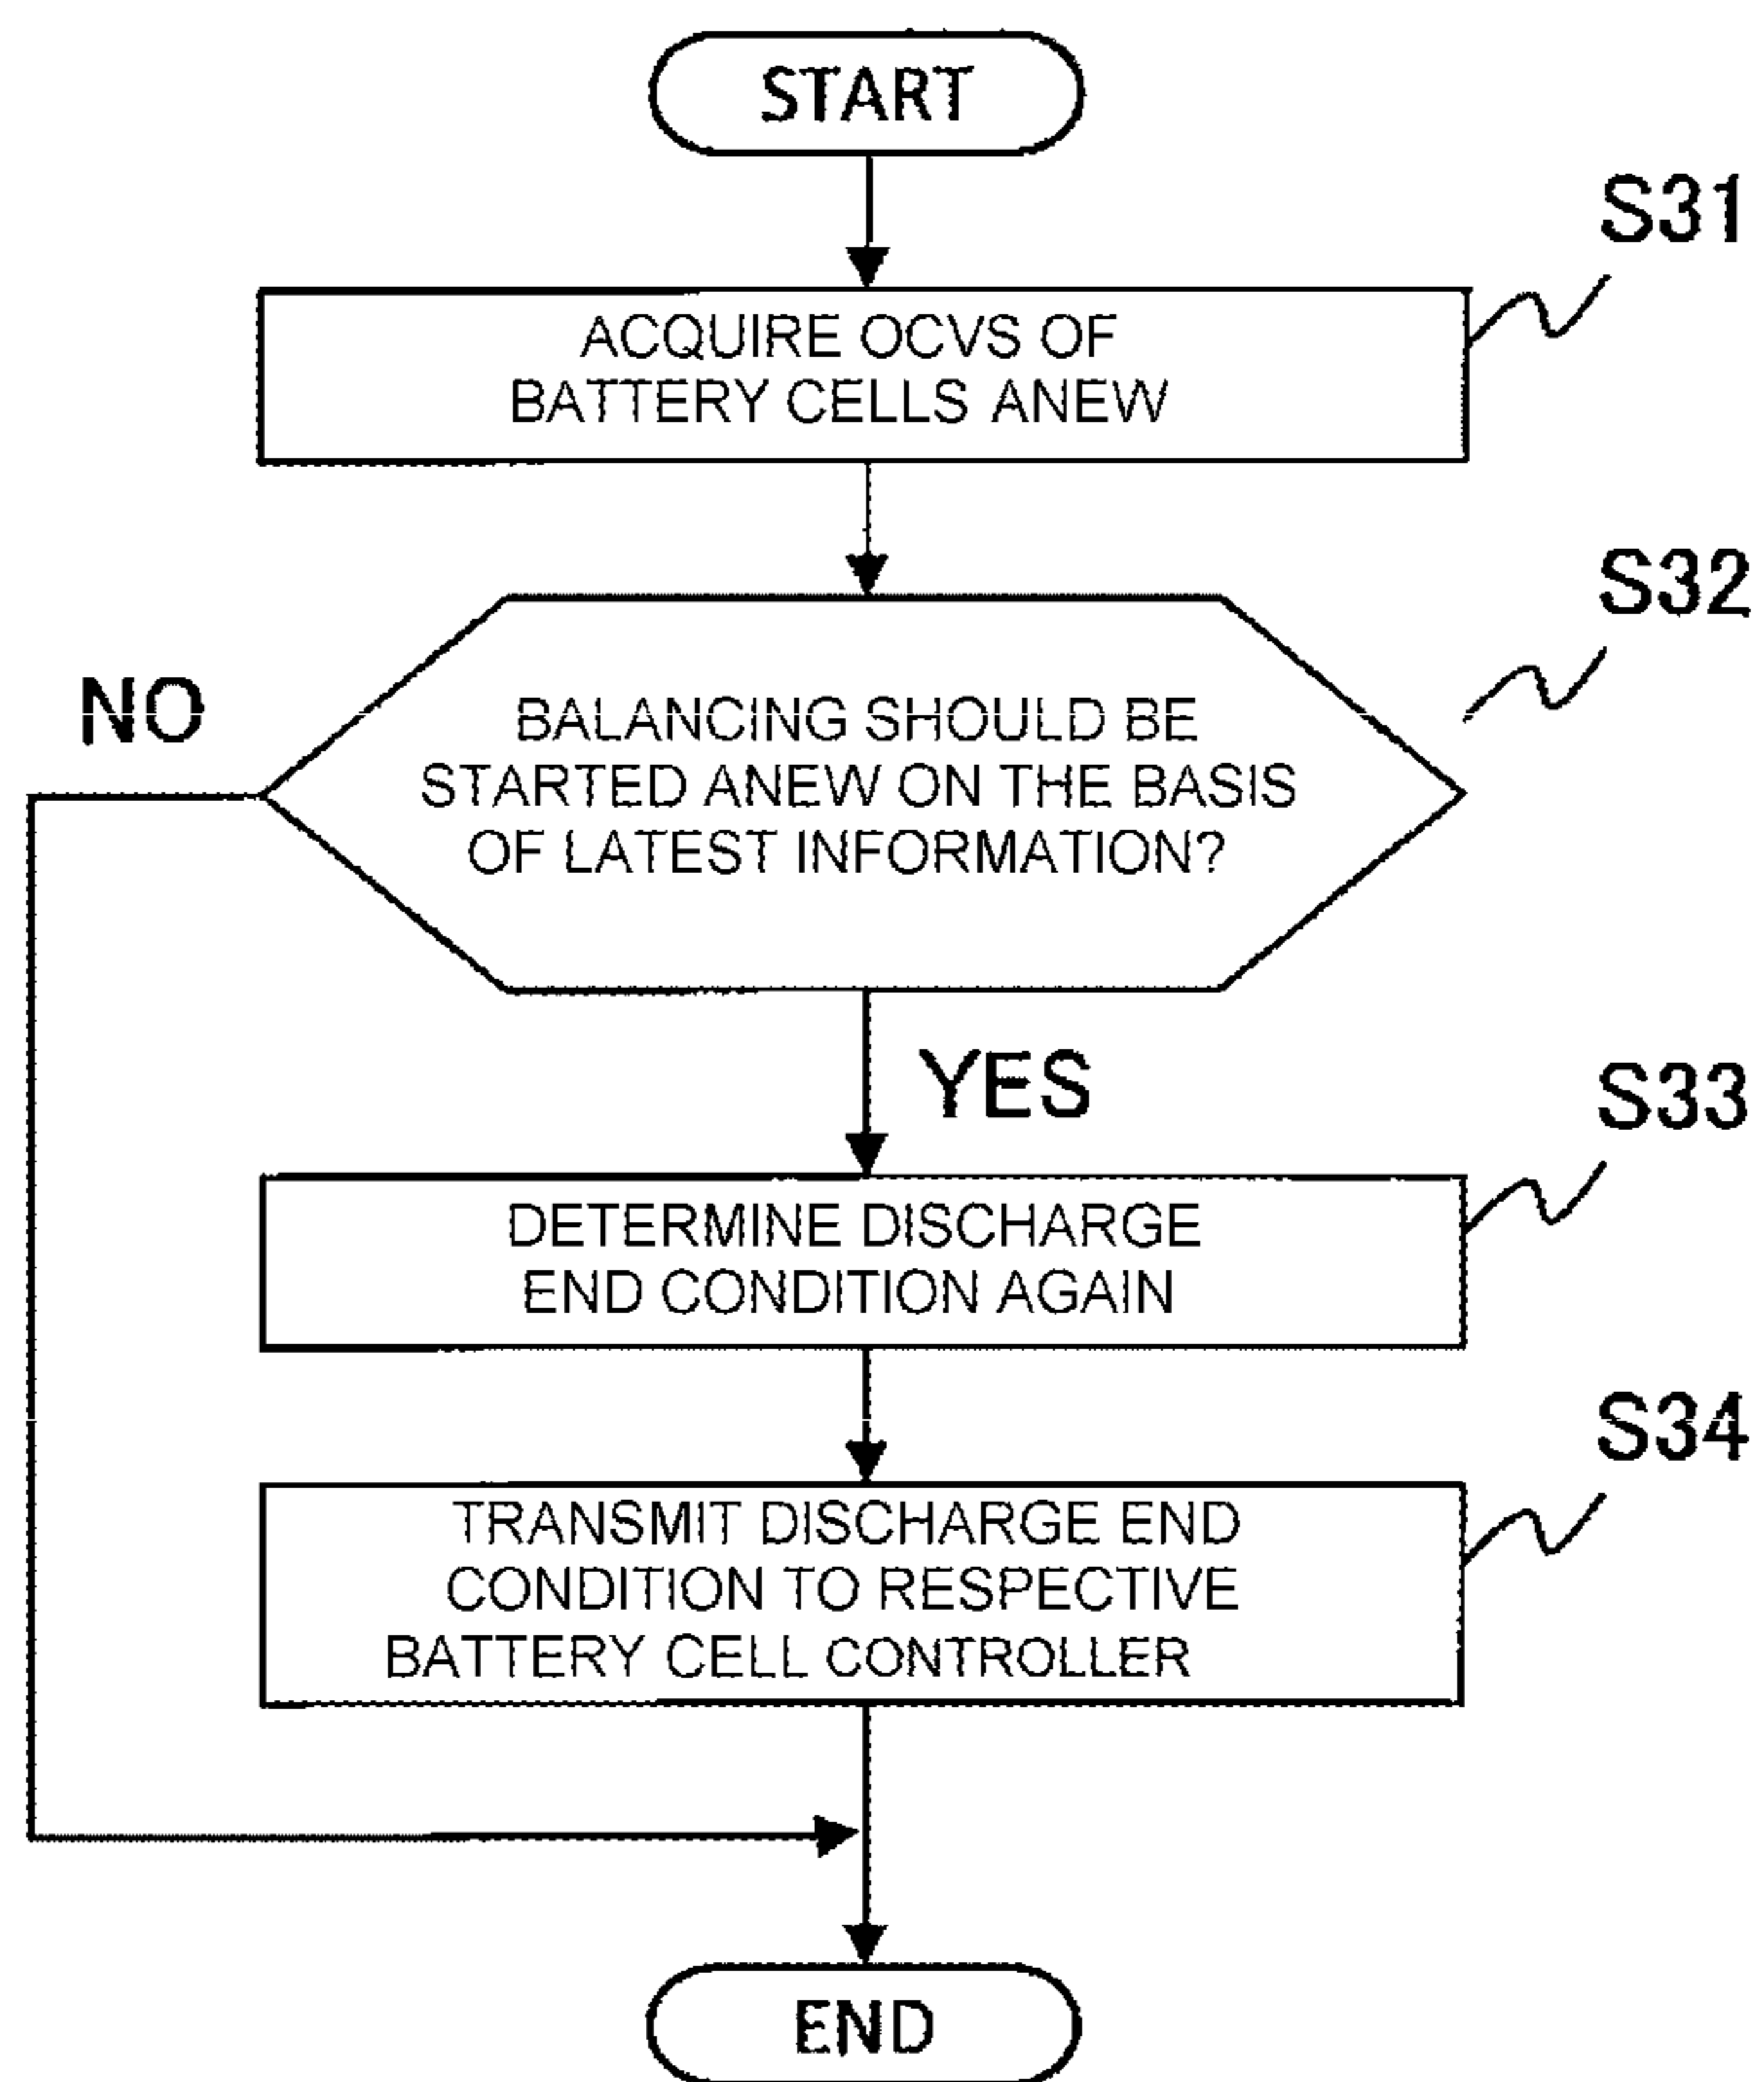 START
S31
ACQUIRE OCVS OF
BATTERY CELLS ANEW
S32
NO
BALANCING SHOULD BE
STARTED ANEW ON THE BASIS
OF LATEST INFORMATION?
YES
S33
DETERMINE DISCHARGE
END CONDITION AGAIN
S34
TRANSMIT DISCHARGE END
CONDITION TO RESPECTIVE
BATTERY CELL CONTROLLER
END